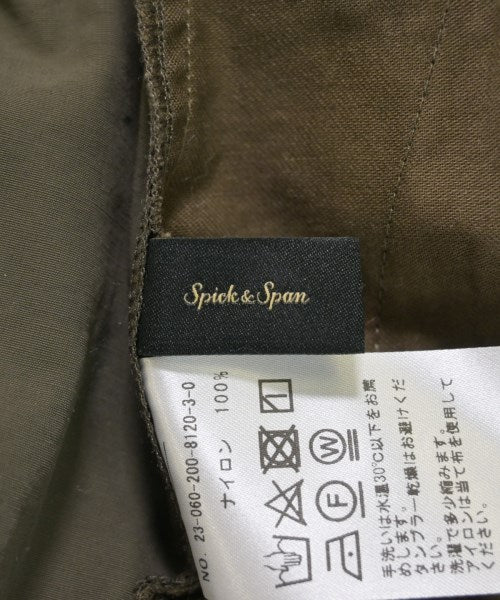 Spick & Span
NO. 23-060-200-8120-3-0
ナイロン 100%
W
F
手洗いは水温30℃以下をお薦
めします。
タンブラー乾燥はお避けくだ
さい。
洗濯で多少縮みます。
アイロンは当て布を使用して
ください。